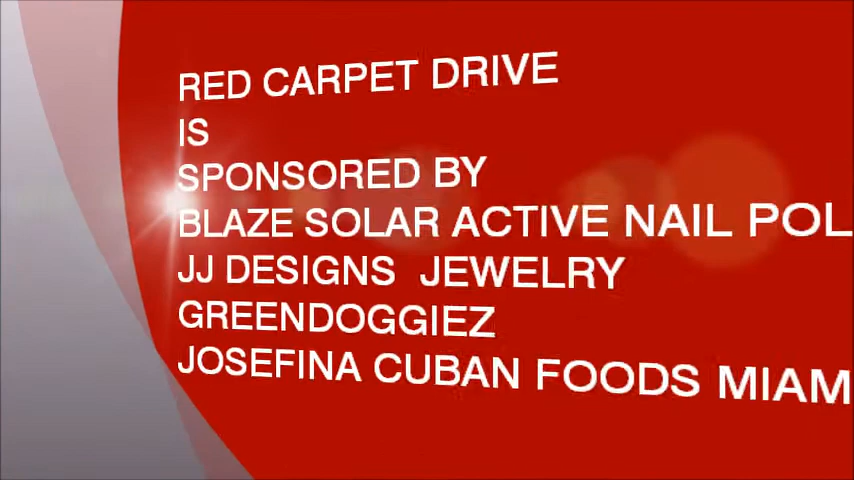 RED CARPET DRIVE
IS
SPONSORED BY
BLAZE SOLAR ACTIVE NAIL POL
JJ DESIGNS JEWELRY
GREENDOGGIEZ
JOSEFINA CUBAN FOODS MIAM